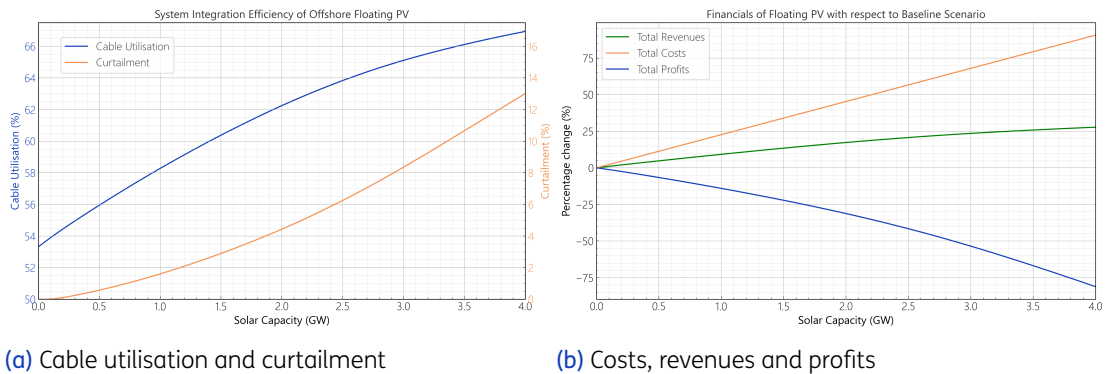 System Integration Efficiency of Offshore Floating PV
Cable Utilisation
Curtailment
Cable Utilisation (%)
66
64
62
60
58
56
54
52
50
16
14
12
10
8
6
4
2
0
Curtailment (%)
0.0 0.5 1.0 1.5 2.0 2.5 3.0 3.5 4.0
Solar Capacity (GW)
(a) Cable utilisation and curtailment
Financials of Floating PV with respect to Baseline Scenario
Total Revenues
Total Costs
Total Profits
Percentage change (%)
75
50
25
0
−25
−50
−75
0.0 0.5 1.0 1.5 2.0 2.5 3.0 3.5 4.0
Solar Capacity (GW)
(b) Costs, revenues and profits